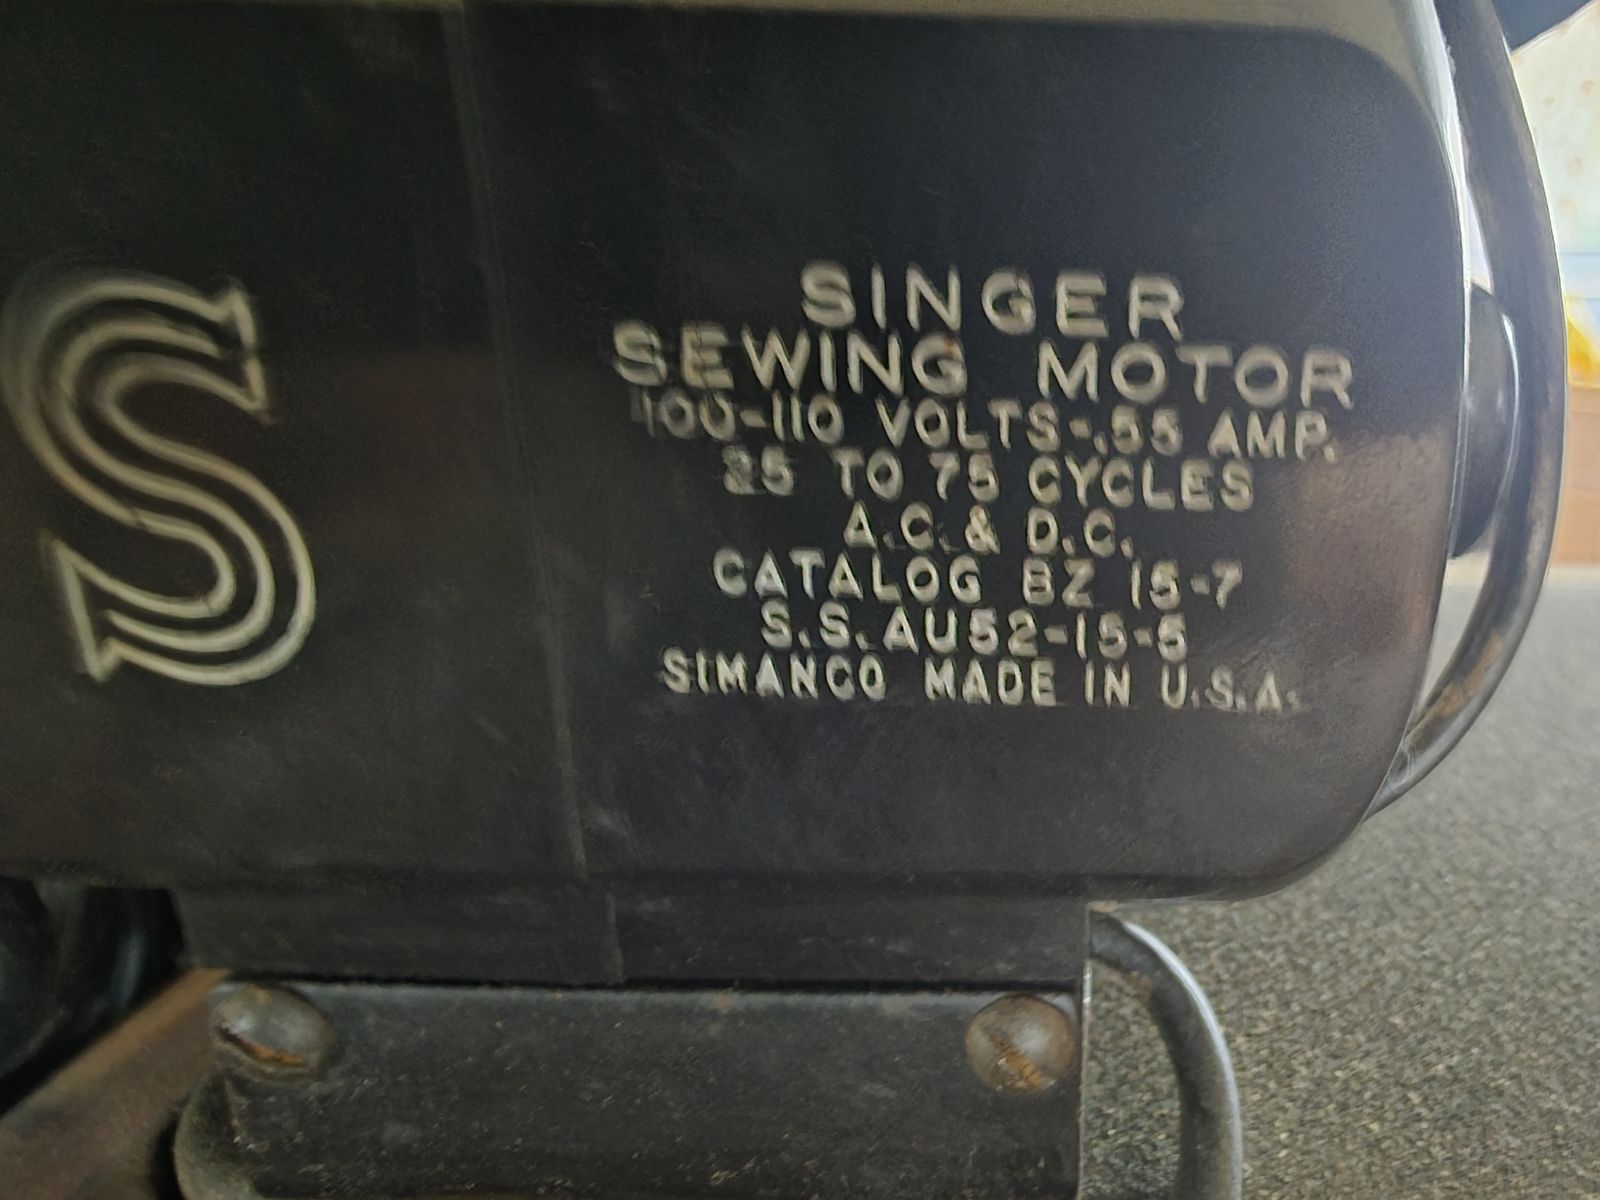 S
SINGER
SEWING MOTOR
100-110 VOLTS-.55 AMP.
25 TO 75 CYCLES
A.C. & D.C.
CATALOG BZ 15-7
S.S. AU52-15-5
SIMANCO MADE IN U.S.A.